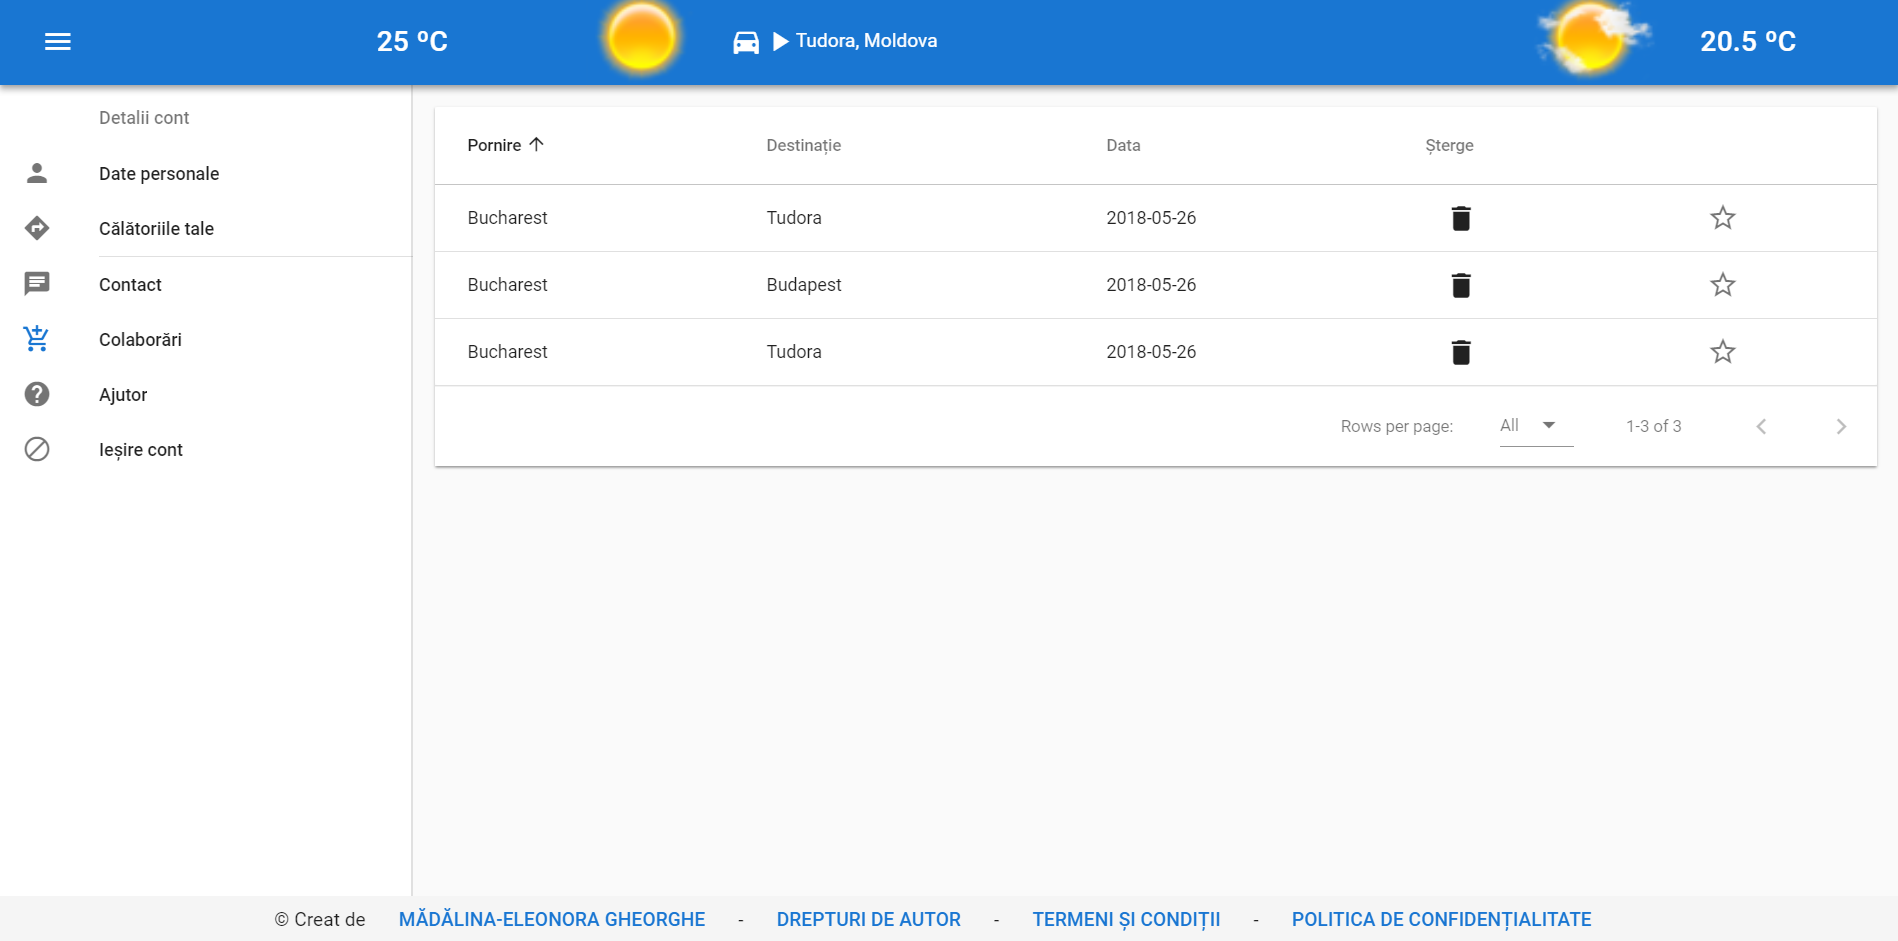 25 ºC Tudora, Moldova 20.5 ºC
Detalii cont
Date personale
Călătoriile tale
Contact
Colaborări
Ajutor
Ieșire cont
Pornire Destinație Data Șterge
Bucharest Tudora 2018-05-26
Bucharest Budapest 2018-05-26
Bucharest Tudora 2018-05-26
Rows per page: All 1-3 of 3
© Creat de MĂDĂLINA-ELEONORA GHEORGHE - DREPTURI DE AUTOR - TERMENI ȘI CONDIȚII - POLITICA DE CONFIDENȚIALITATE